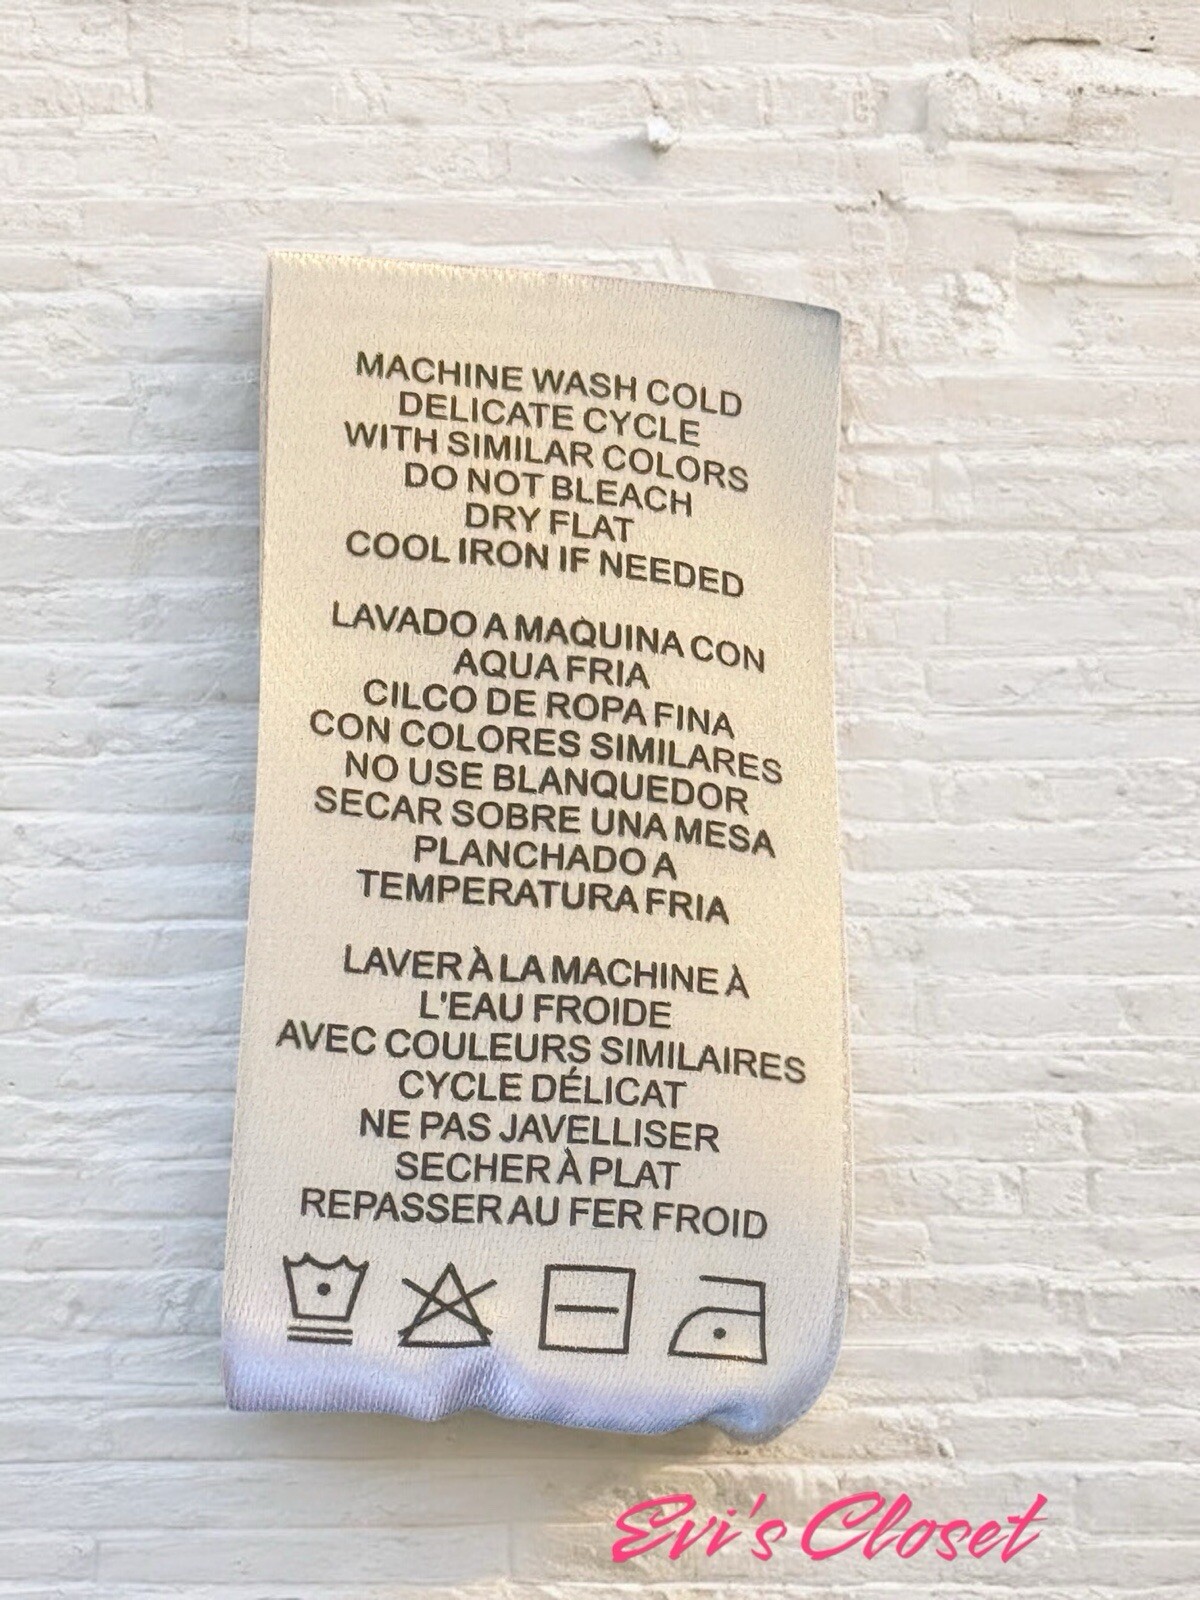 MACHINE WASH COLD
DELICATE CYCLE
WITH SIMILAR COLORS
DO NOT BLEACH
DRY FLAT
COOL IRON IF NEEDED
LAVADO A MAQUINA CON
AQUA FRIA
CILCO DE ROPA FINA
CON COLORES SIMILARES
NO USE BLANQUEDOR
SECAR SOBRE UNA MESA
PLANCHADO A
TEMPERATURA FRIA
LAVER À LA MACHINE À
L'EAU FROIDE
AVEC COULEURS SIMILAIRES
CYCLE DÉLICAT
NE PAS JAVELLISER
SECHER À PLAT
REPASSER AU FER FROID
Evi's Closet